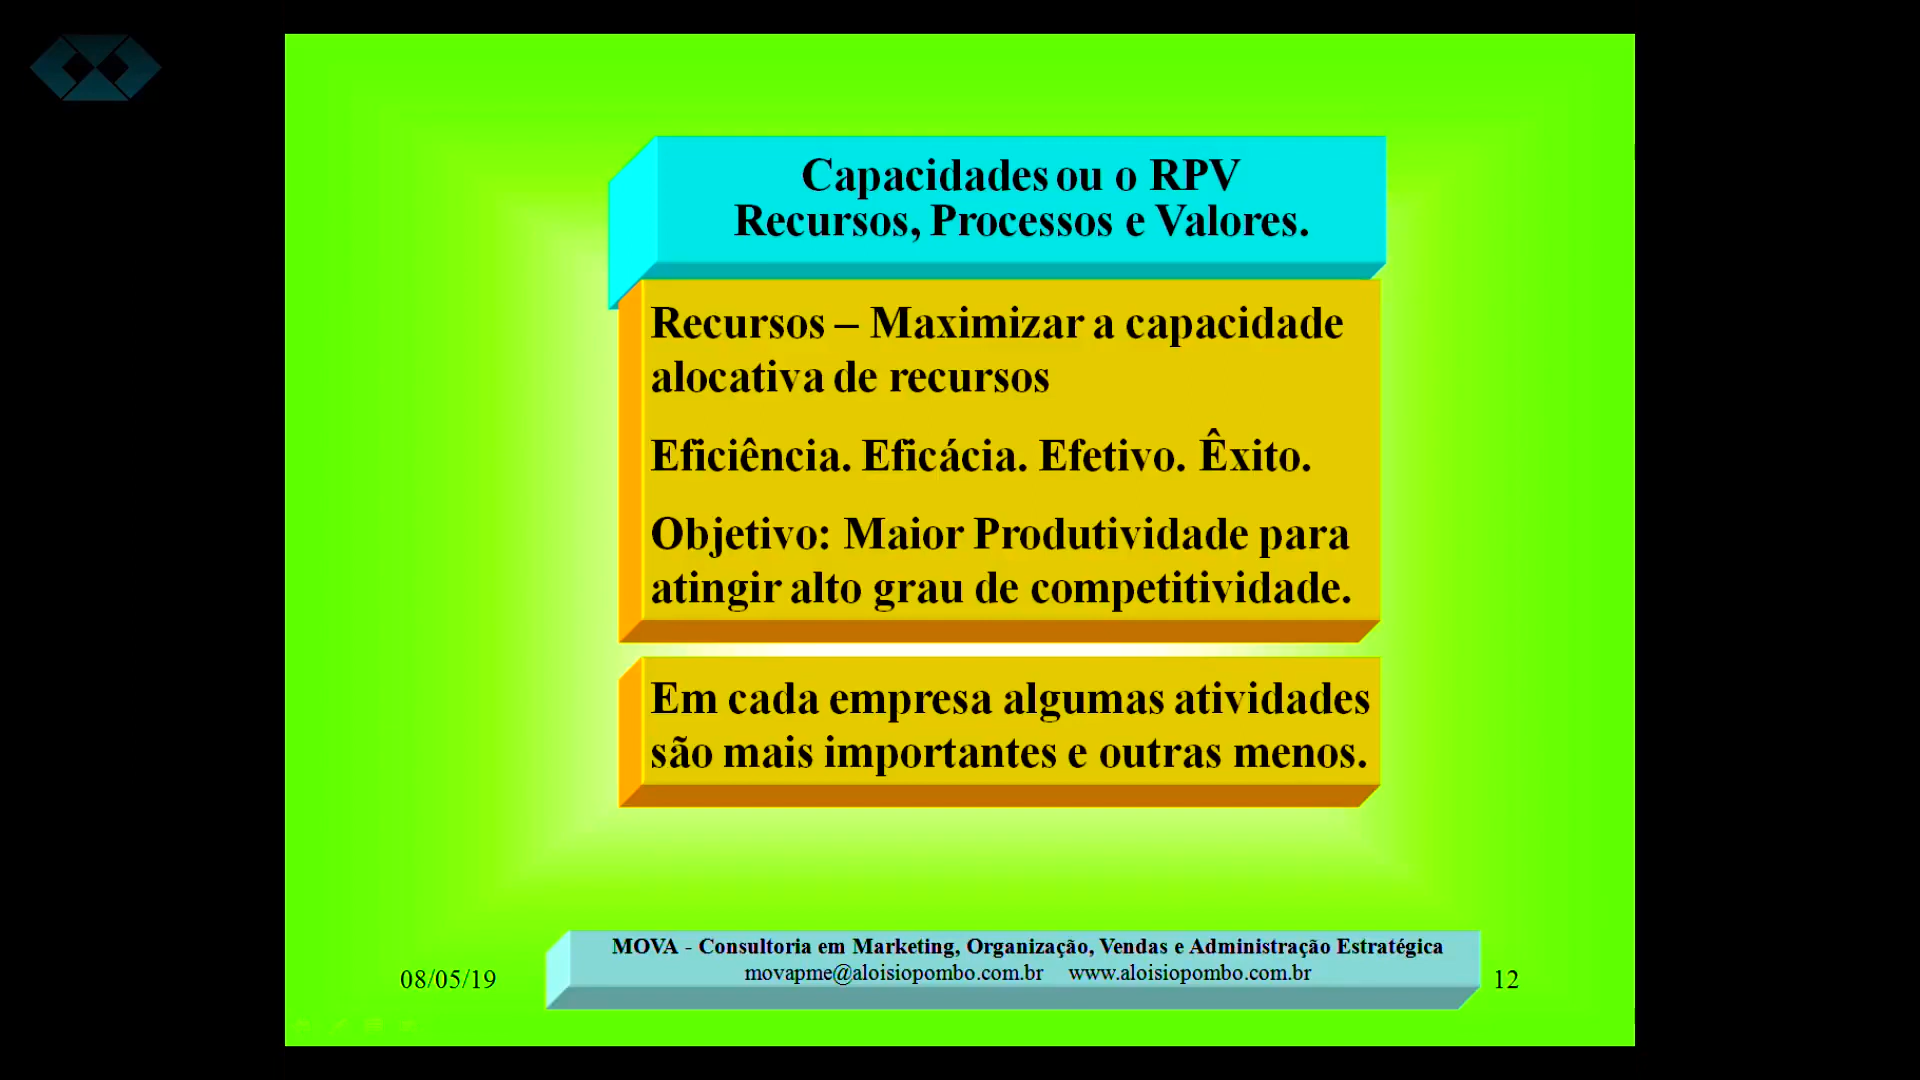 Capacidades ou o RPV
Recursos, Processos e Valores.
Recursos – Maximizar a capacidade
alocativa de recursos
Eficiência. Eficácia. Efetivo. Êxito.
Objetivo: Maior Produtividade para
atingir alto grau de competitividade.
Em cada empresa algumas atividades
são mais importantes e outras menos.
MOVA - Consultoria em Marketing, Organização, Vendas e Administração Estratégica
movapme@aloisiopombo.com.br www.aloisiopombo.com.br
08/05/19
12